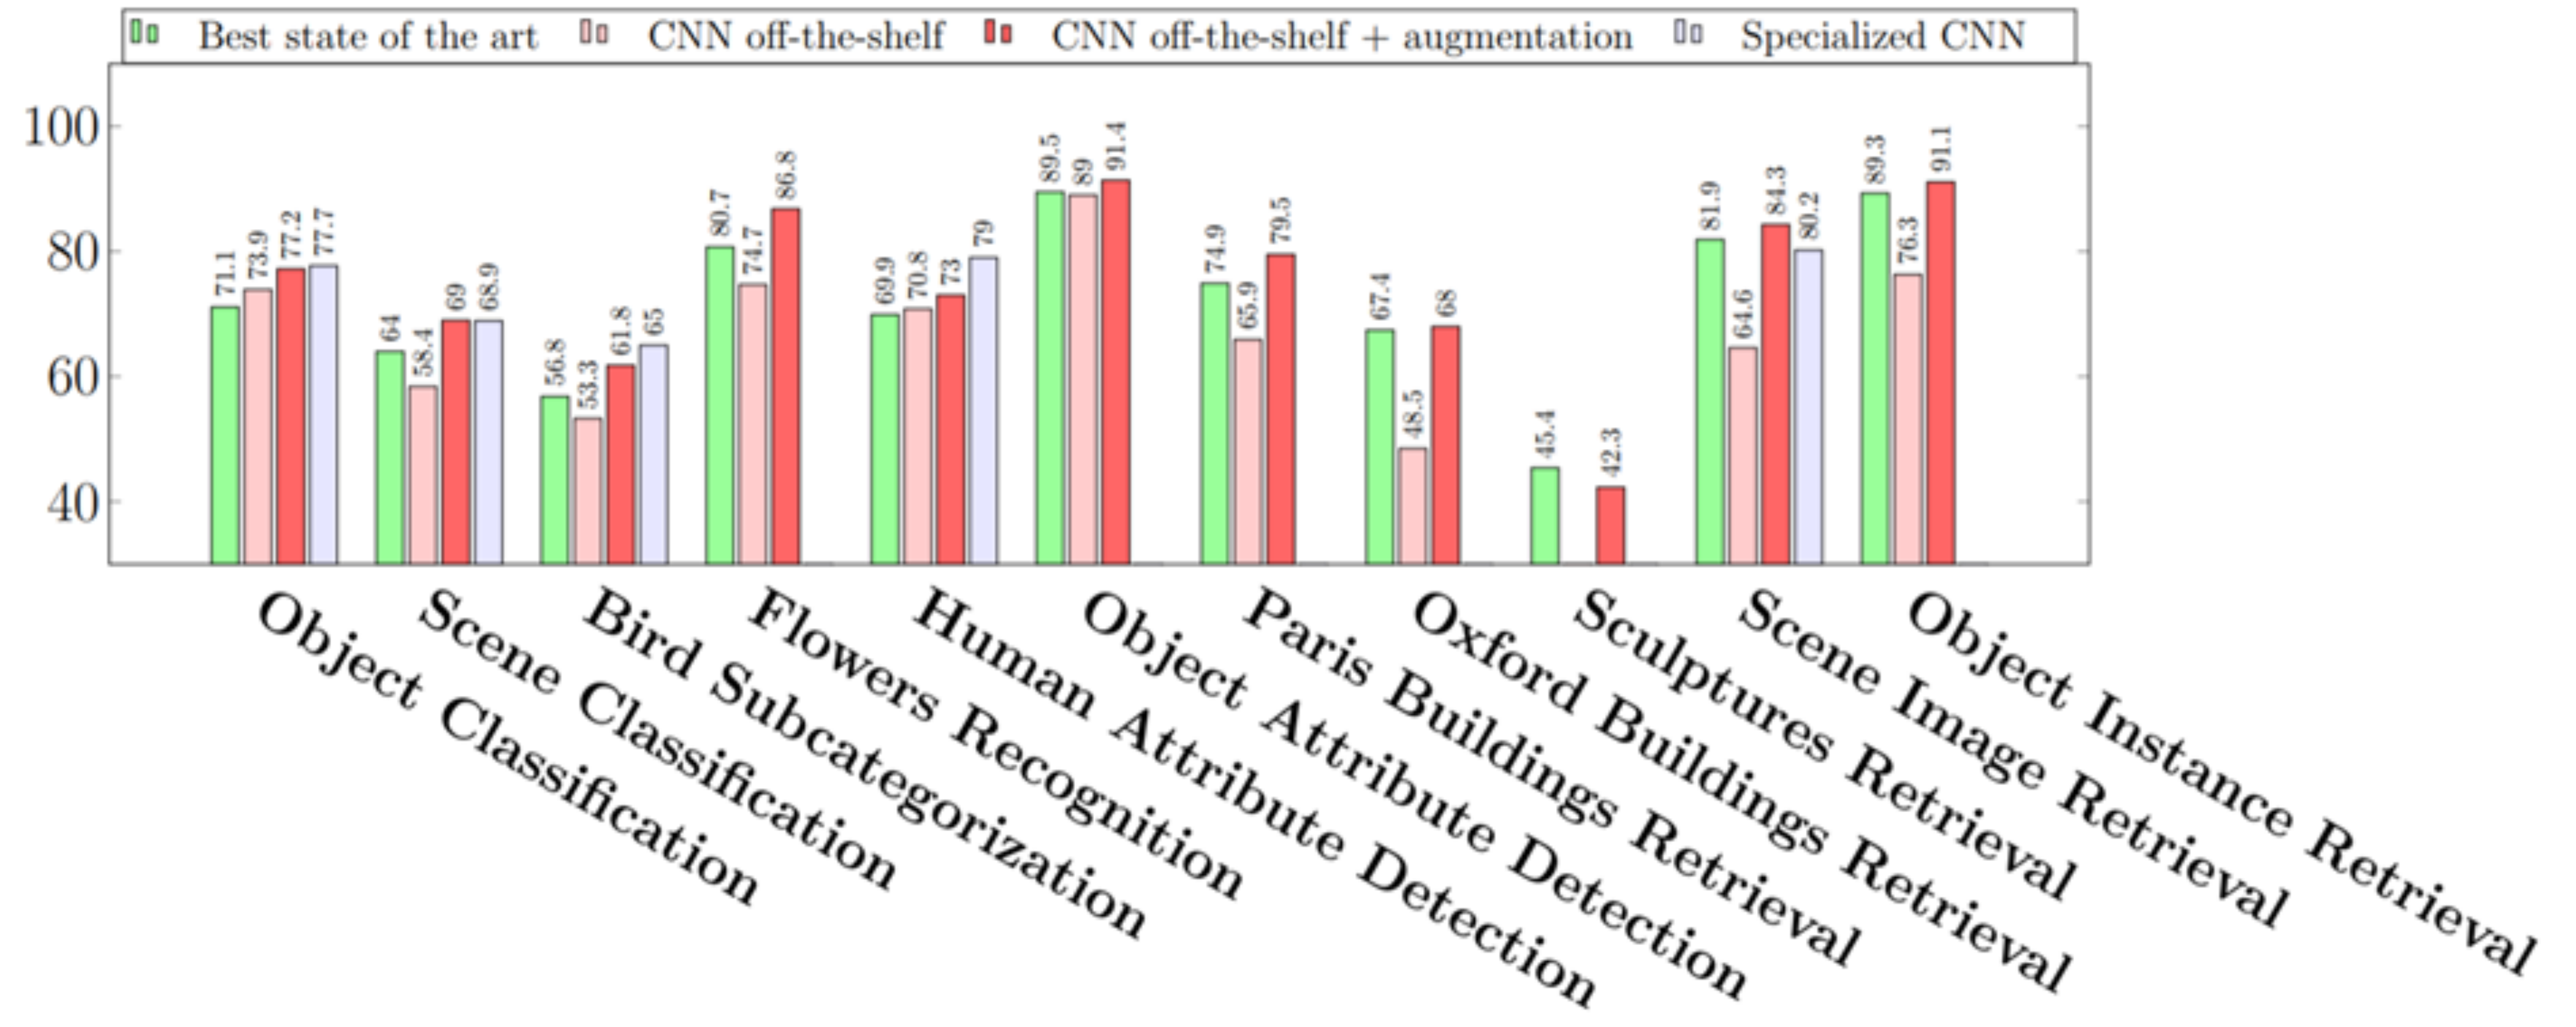 Best state of the art CNN off-the-shelf CNN off-the-shelf + augmentation Specialized CNN
100
80
60
40
71.1 73.9 77.2 77.7
64 58.4 69 68.9
56.8 53.3 61.8 65
80.7 74.7 86.8
69.9 70.8 73 79
89.5 89 91.4
74.9 65.9 79.5
67.4 48.5 68
45.4 42.3
81.9 64.6 84.3 80.2
89.3 76.3 91.1
Object Classification
Scene Classification
Bird Subcategorization
Flowers Recognition
Human Attribute Detection
Object Attribute Detection
Paris Buildings Retrieval
Oxford Buildings Retrieval
Sculptures Retrieval
Scene Image Retrieval
Object Instance Retrieval